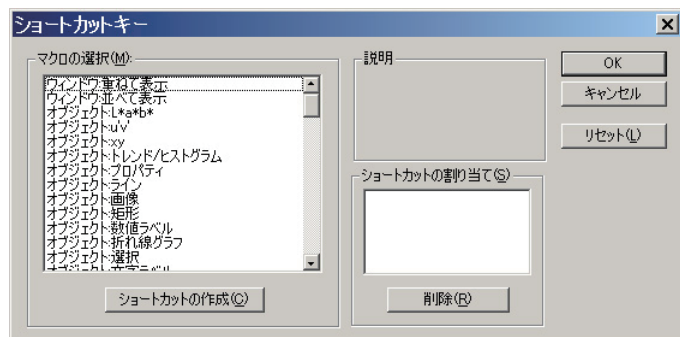 ショートカットキー
マクロの選択(M):
ウィンドウ:重ねて表示
ウィンドウ:並べて表示
オブジェクト:L*a*b*
オブジェクト:u'v'
オブジェクト:xy
オブジェクト:トレンド/ヒストグラム
オブジェクト:プロパティ
オブジェクト:ライン
オブジェクト:画像
オブジェクト:矩形
オブジェクト:数値ラベル
オブジェクト:折れ線グラフ
オブジェクト:選択
ショートカットの作成(C)
説明
ショートカットの割り当て(S)
削除(R)
OK
キャンセル
リセット(L)